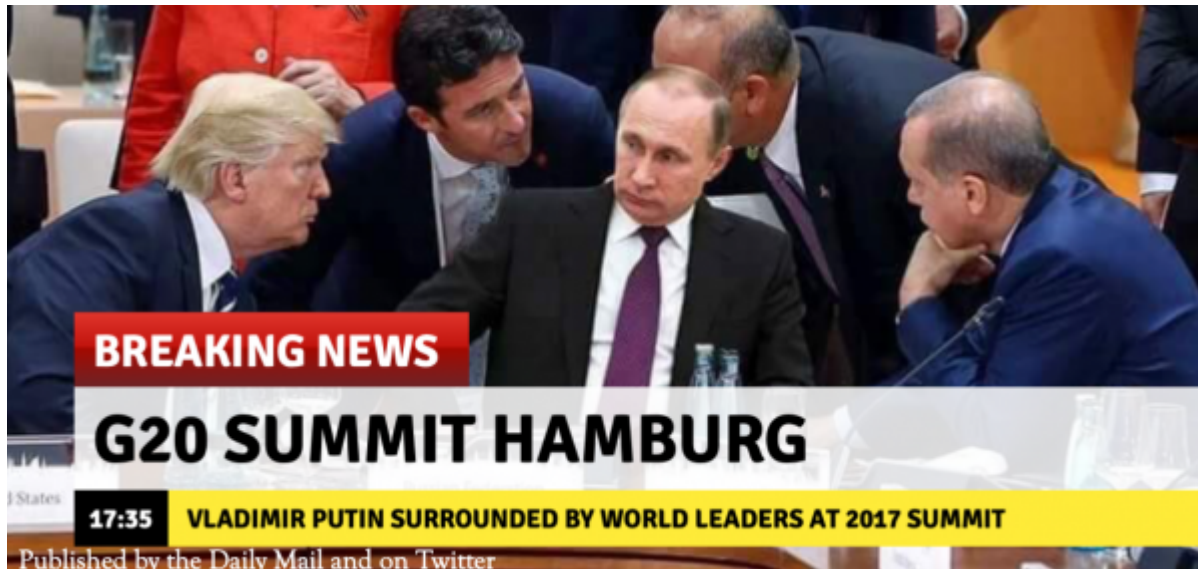 BREAKING NEWS
G20 SUMMIT HAMBURG
d States
17:35 VLADIMIR PUTIN SURROUNDED BY WORLD LEADERS AT 2017 SUMMIT
Published by the Daily Mail and on Twitter